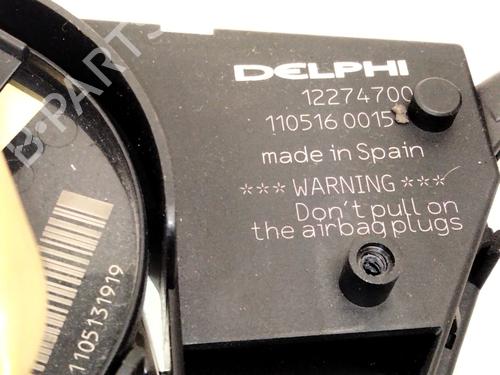 DELPHI
12274700
110516 0015
made in Spain
*** WARNING ***
Don't pull on
the airbag plugs
1105131919
B-PARTS